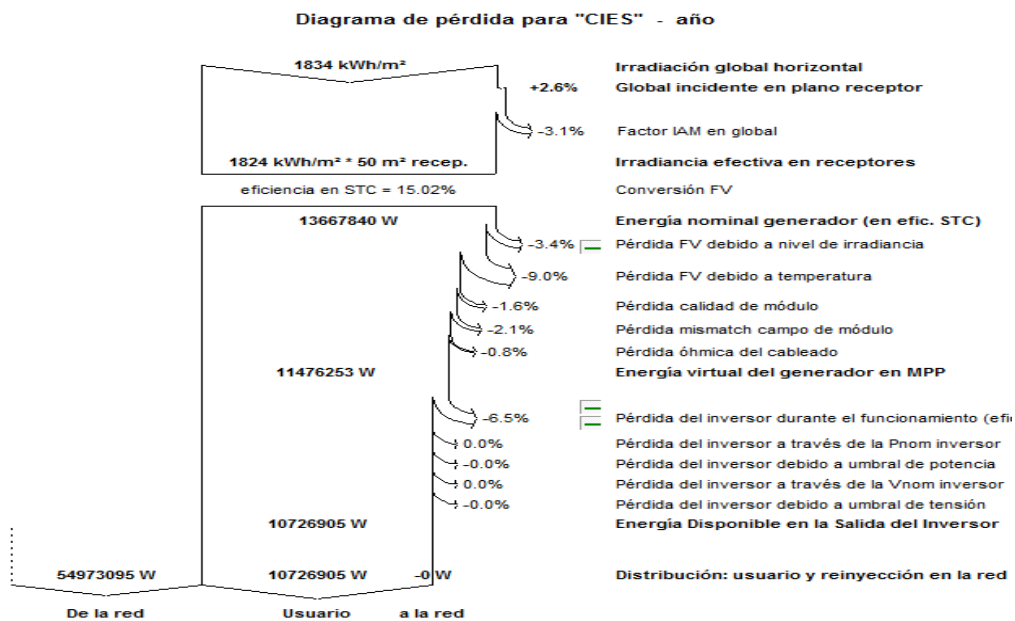 Diagrama de pérdida para "CIES" - año
1834 kWh/m² Irradiación global horizontal
+2.6% Global incidente en plano receptor
-3.1% Factor IAM en global
1824 kWh/m² * 50 m² recep. Irradiancia efectiva en receptores
eficiencia en STC = 15.02% Conversión FV
13667840 W Energía nominal generador (en efic. STC)
-3.4% Pérdida FV debido a nivel de irradiancia
-9.0% Pérdida FV debido a temperatura
-1.6% Pérdida calidad de módulo
-2.1% Pérdida mismatch campo de módulo
-0.8% Pérdida óhmica del cableado
11476253 W Energía virtual del generador en MPP
-6.5% Pérdida del inversor durante el funcionamiento (efi
0.0% Pérdida del inversor a través de la Pnom inversor
-0.0% Pérdida del inversor debido a umbral de potencia
0.0% Pérdida del inversor a través de la Vnom inversor
-0.0% Pérdida del inversor debido a umbral de tensión
10726905 W Energía Disponible en la Salida del Inversor
54973095 W 10726905 W -0 W Distribución: usuario y reinyección en la red
De la red Usuario a la red